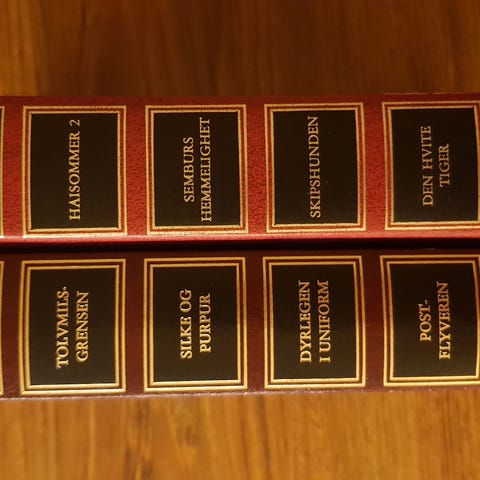 HAISOMMER 2
SEMBURS
HEMMELIGHET
SKIPSHUNDEN
DEN HVITE
TIGER
TOLVMILS-
GRENSEN
SILKE OG
PURPUR
DYRLEGEN
I UNIFORM
POST-
FLYVEREN